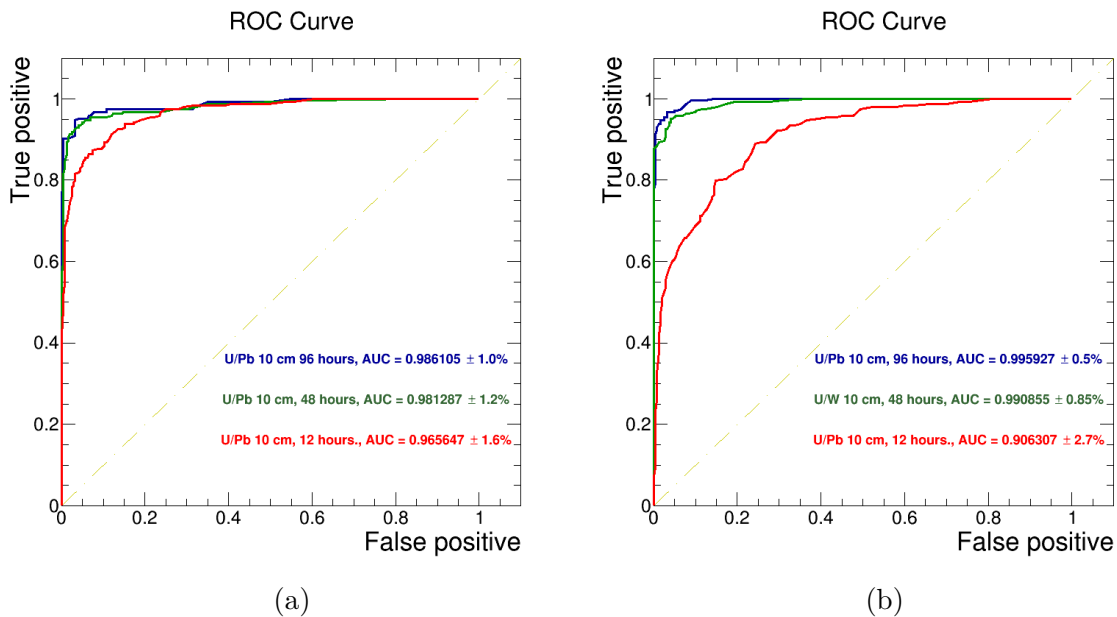 ROC Curve
True positive
1
0.8
0.6
0.4
0.2
0
U/Pb 10 cm 96 hours, AUC = 0.986105 ± 1.0%
U/Pb 10 cm, 48 hours, AUC = 0.981287 ± 1.2%
U/Pb 10 cm, 12 hours., AUC = 0.965647 ± 1.6%
0 0.2 0.4 0.6 0.8 1
False positive
(a)
ROC Curve
True positive
1
0.8
0.6
0.4
0.2
0
U/Pb 10 cm, 96 hours, AUC = 0.995927 ± 0.5%
U/W 10 cm, 48 hours, AUC = 0.990855 ± 0.85%
U/Pb 10 cm, 12 hours., AUC = 0.906307 ± 2.7%
0 0.2 0.4 0.6 0.8 1
False positive
(b)